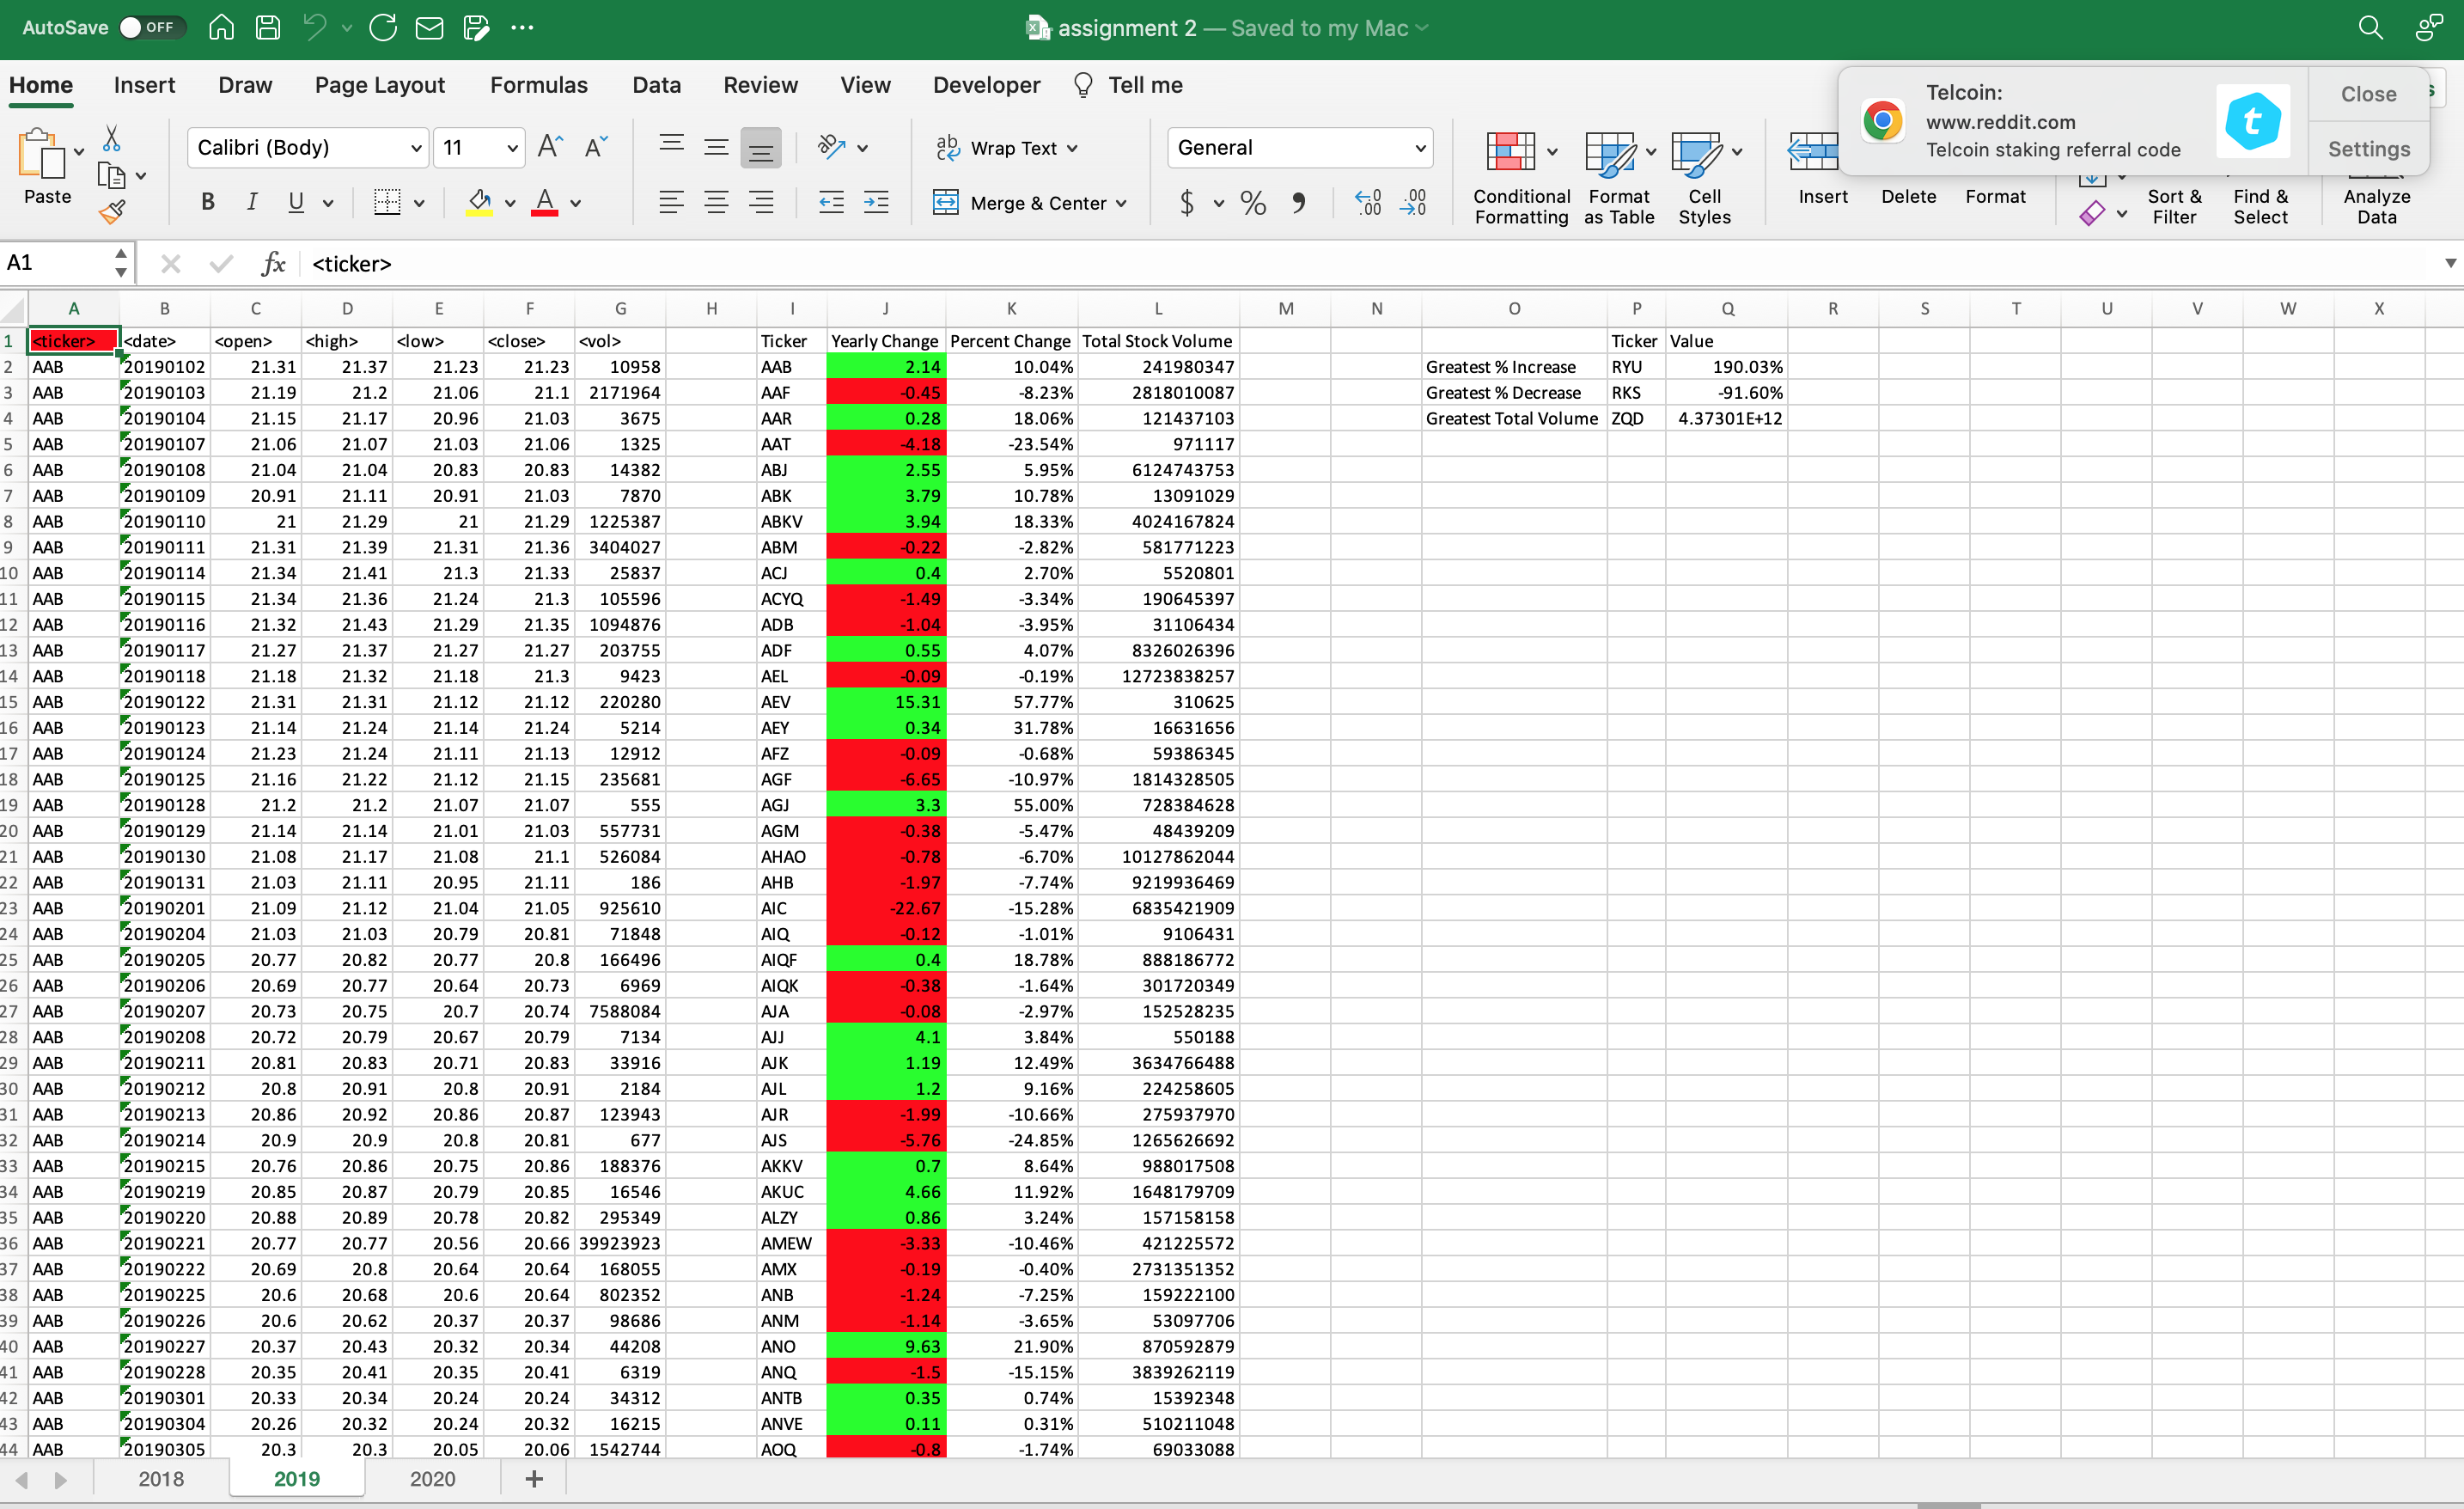 AutoSave OFF assignment 2 — Saved to my Mac
Home Insert Draw Page Layout Formulas Data Review View Developer Tell me
Telcoin:
www.reddit.com
Telcoin staking referral code
Close
Settings
Paste
Calibri (Body) 11
Wrap Text
Merge & Center
General
Conditional Formatting
Format as Table
Cell Styles
Insert Delete Format
Sort & Filter
Find & Select
Analyze Data
A1 fx <ticker>
A B C D E F G H I J K L M N O P Q R S T U V W X
1 <ticker> <date> <open> <high> <low> <close> <vol> Ticker Yearly Change Percent Change Total Stock Volume Ticker Value
2 AAB 20190102 21.31 21.37 21.23 21.23 10958 AAB 2.14 10.04% 241980347 Greatest % Increase RYU 190.03%
3 AAB 20190103 21.19 21.2 21.06 21.1 2171964 AAF -0.45 -8.23% 2818010087 Greatest % Decrease RKS -91.60%
4 AAB 20190104 21.15 21.17 20.96 21.03 3675 AAR 0.28 18.06% 121437103 Greatest Total Volume ZQD 4.37301E+12
5 AAB 20190107 21.06 21.07 21.03 21.06 1325 AAT -4.18 -23.54% 971117
6 AAB 20190108 21.04 21.04 20.83 20.83 14382 ABJ 2.55 5.95% 6124743753
7 AAB 20190109 20.91 21.11 20.91 21.03 7870 ABK 3.79 10.78% 13091029
8 AAB 20190110 21 21.29 21 21.29 1225387 ABKV 3.94 18.33% 4024167824
9 AAB 20190111 21.31 21.39 21.31 21.36 3404027 ABM -0.22 -2.82% 581771223
10 AAB 20190114 21.34 21.41 21.3 21.33 25837 ACJ 0.4 2.70% 5520801
11 AAB 20190115 21.34 21.36 21.24 21.3 105596 ACYQ -1.49 -3.34% 190645397
12 AAB 20190116 21.32 21.43 21.29 21.35 1094876 ADB -1.04 -3.95% 31106434
13 AAB 20190117 21.27 21.37 21.27 21.27 203755 ADF 0.55 4.07% 8326026396
14 AAB 20190118 21.18 21.32 21.18 21.3 9423 AEL -0.09 -0.19% 12723838257
15 AAB 20190122 21.31 21.31 21.12 21.12 220280 AEV 15.31 57.77% 310625
16 AAB 20190123 21.14 21.24 21.14 21.24 5214 AEY 0.34 31.78% 16631656
17 AAB 20190124 21.23 21.24 21.11 21.13 12912 AFZ -0.09 -0.68% 59386345
18 AAB 20190125 21.16 21.22 21.12 21.15 235681 AGF -6.65 -10.97% 1814328505
19 AAB 20190128 21.2 21.2 21.07 21.07 555 AGJ 3.3 55.00% 728384628
20 AAB 20190129 21.14 21.14 21.01 21.03 557731 AGM -0.38 -5.47% 48439209
21 AAB 20190130 21.08 21.17 21.08 21.1 526084 AHAO -0.78 -6.70% 10127862044
22 AAB 20190131 21.03 21.11 20.95 21.11 186 AHB -1.97 -7.74% 9219936469
23 AAB 20190201 21.09 21.12 21.04 21.05 925610 AIC -22.67 -15.28% 6835421909
24 AAB 20190204 21.03 21.03 20.79 20.81 71848 AIQ -0.12 -1.01% 9106431
25 AAB 20190205 20.77 20.82 20.77 20.8 166496 AIQF 0.4 18.78% 888186772
26 AAB 20190206 20.69 20.77 20.64 20.73 6969 AIQK -0.38 -1.64% 301720349
27 AAB 20190207 20.73 20.75 20.7 20.74 7588084 AJA -0.08 -2.97% 152528235
28 AAB 20190208 20.72 20.79 20.67 20.79 7134 AJJ 4.1 3.84% 550188
29 AAB 20190211 20.81 20.83 20.71 20.83 33916 AJK 1.19 12.49% 3634766488
30 AAB 20190212 20.8 20.91 20.8 20.91 2184 AJL 1.2 9.16% 224258605
31 AAB 20190213 20.86 20.92 20.86 20.87 123943 AJR -1.99 -10.66% 275937970
32 AAB 20190214 20.9 20.9 20.8 20.81 677 AJS -5.76 -24.85% 1265626692
33 AAB 20190215 20.76 20.86 20.75 20.86 188376 AKKV 0.7 8.64% 988017508
34 AAB 20190219 20.85 20.87 20.79 20.85 16546 AKUC 4.66 11.92% 1648179709
35 AAB 20190220 20.88 20.89 20.78 20.82 295349 ALZY 0.86 3.24% 157158158
36 AAB 20190221 20.77 20.77 20.56 20.66 39923923 AMEW -3.33 -10.46% 421225572
37 AAB 20190222 20.69 20.8 20.64 20.64 168055 AMX -0.19 -0.40% 2731351352
38 AAB 20190225 20.6 20.68 20.6 20.64 802352 ANB -1.24 -7.25% 159222100
39 AAB 20190226 20.6 20.62 20.37 20.37 98686 ANM -1.14 -3.65% 53097706
40 AAB 20190227 20.37 20.43 20.32 20.34 44208 ANO 9.63 21.90% 870592879
41 AAB 20190228 20.35 20.41 20.35 20.41 6319 ANQ -1.5 -15.15% 3839262119
42 AAB 20190301 20.33 20.34 20.24 20.24 34312 ANTB 0.35 0.74% 15392348
43 AAB 20190304 20.26 20.32 20.24 20.32 16215 ANVE 0.11 0.31% 510211048
44 AAB 20190305 20.3 20.3 20.05 20.06 1542744 AOQ -0.8 -1.74% 69033088
2018 2019 2020 +